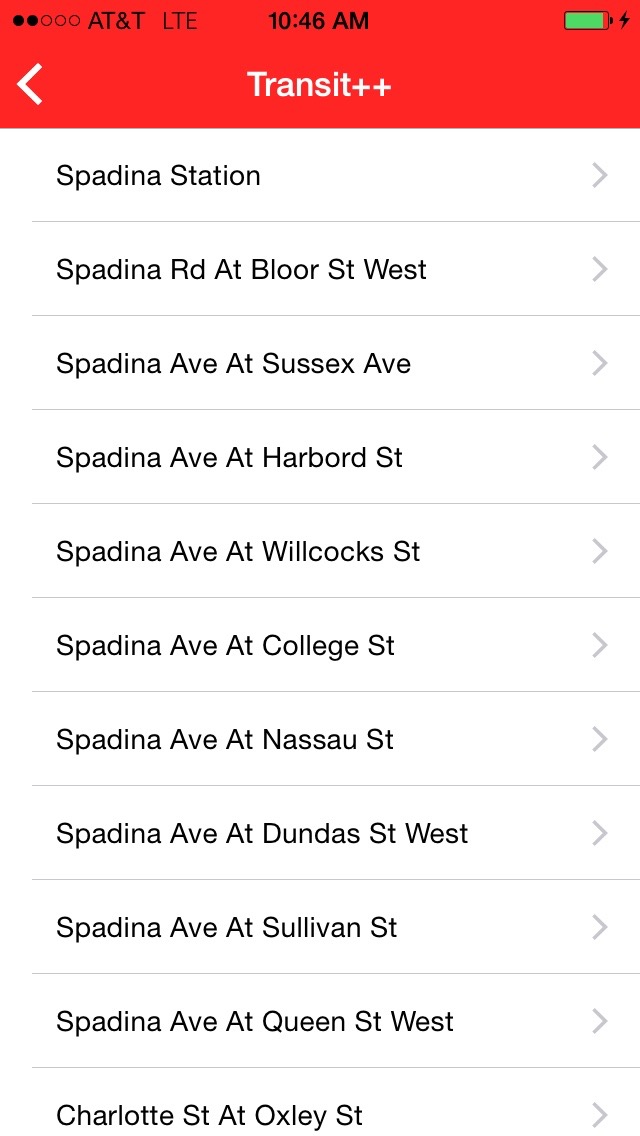 AT&T LTE 10:46 AM
Transit++
Spadina Station
Spadina Rd At Bloor St West
Spadina Ave At Sussex Ave
Spadina Ave At Harbord St
Spadina Ave At Willcocks St
Spadina Ave At College St
Spadina Ave At Nassau St
Spadina Ave At Dundas St West
Spadina Ave At Sullivan St
Spadina Ave At Queen St West
Charlotte St At Oxley St